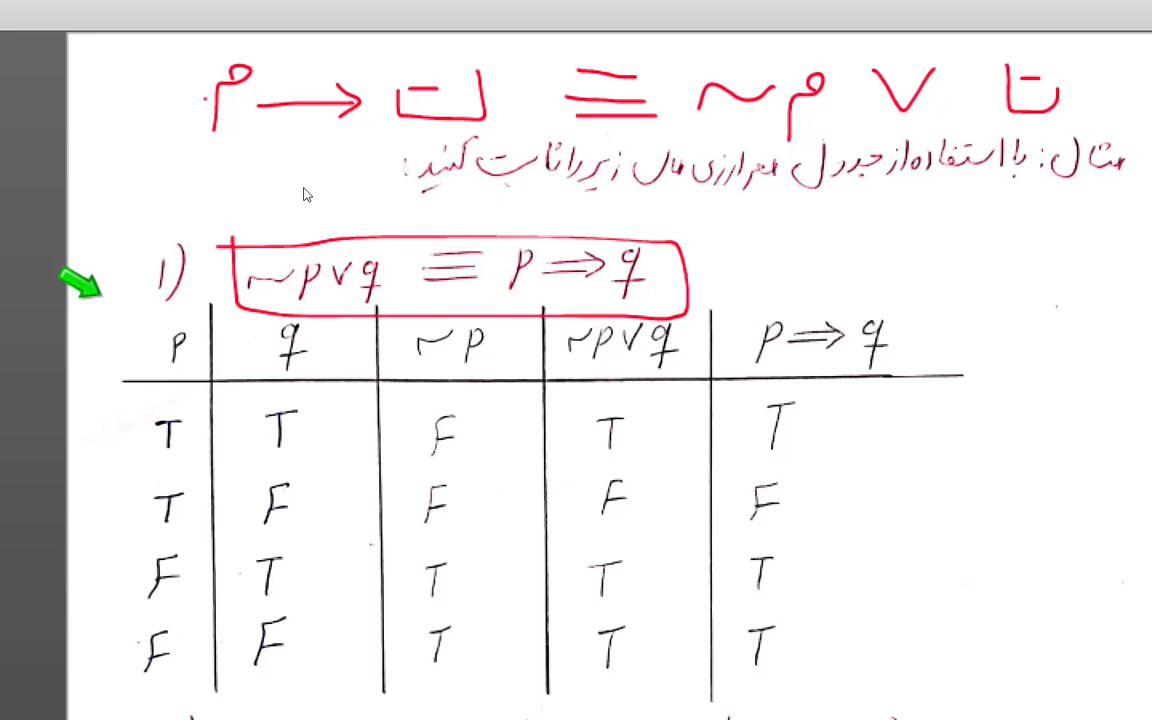 م → ت ≡ ~م ∨ ت
مثال: با استفاده از جدول هم ارزی های زیر را ثابت کنید:
1) ~p∨q ≡ p⇒q
p q ~p ~p∨q p⇒q
T T F T T
T F F F F
F T T T T
F F T T T